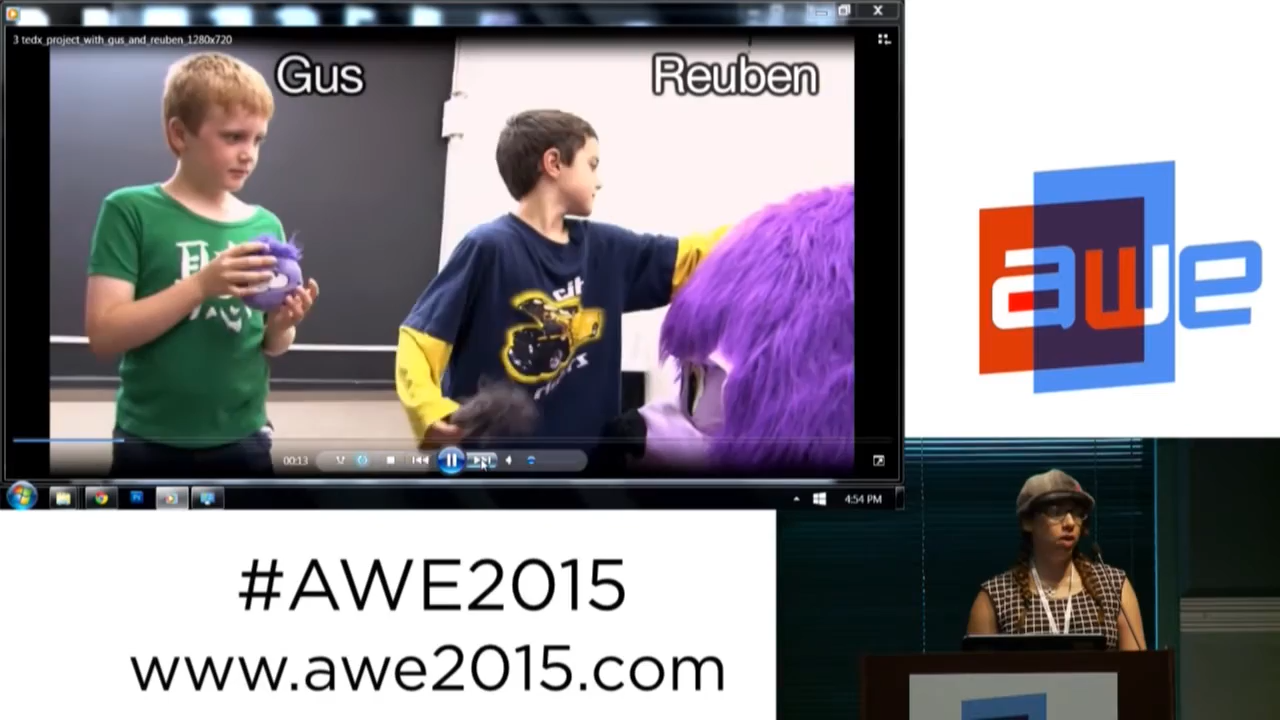 3 tedx_project_with_gus_and_reuben_1280x720
Gus
Reuben
00:13
4:54 PM
awe
#AWE2015
www.awe2015.com